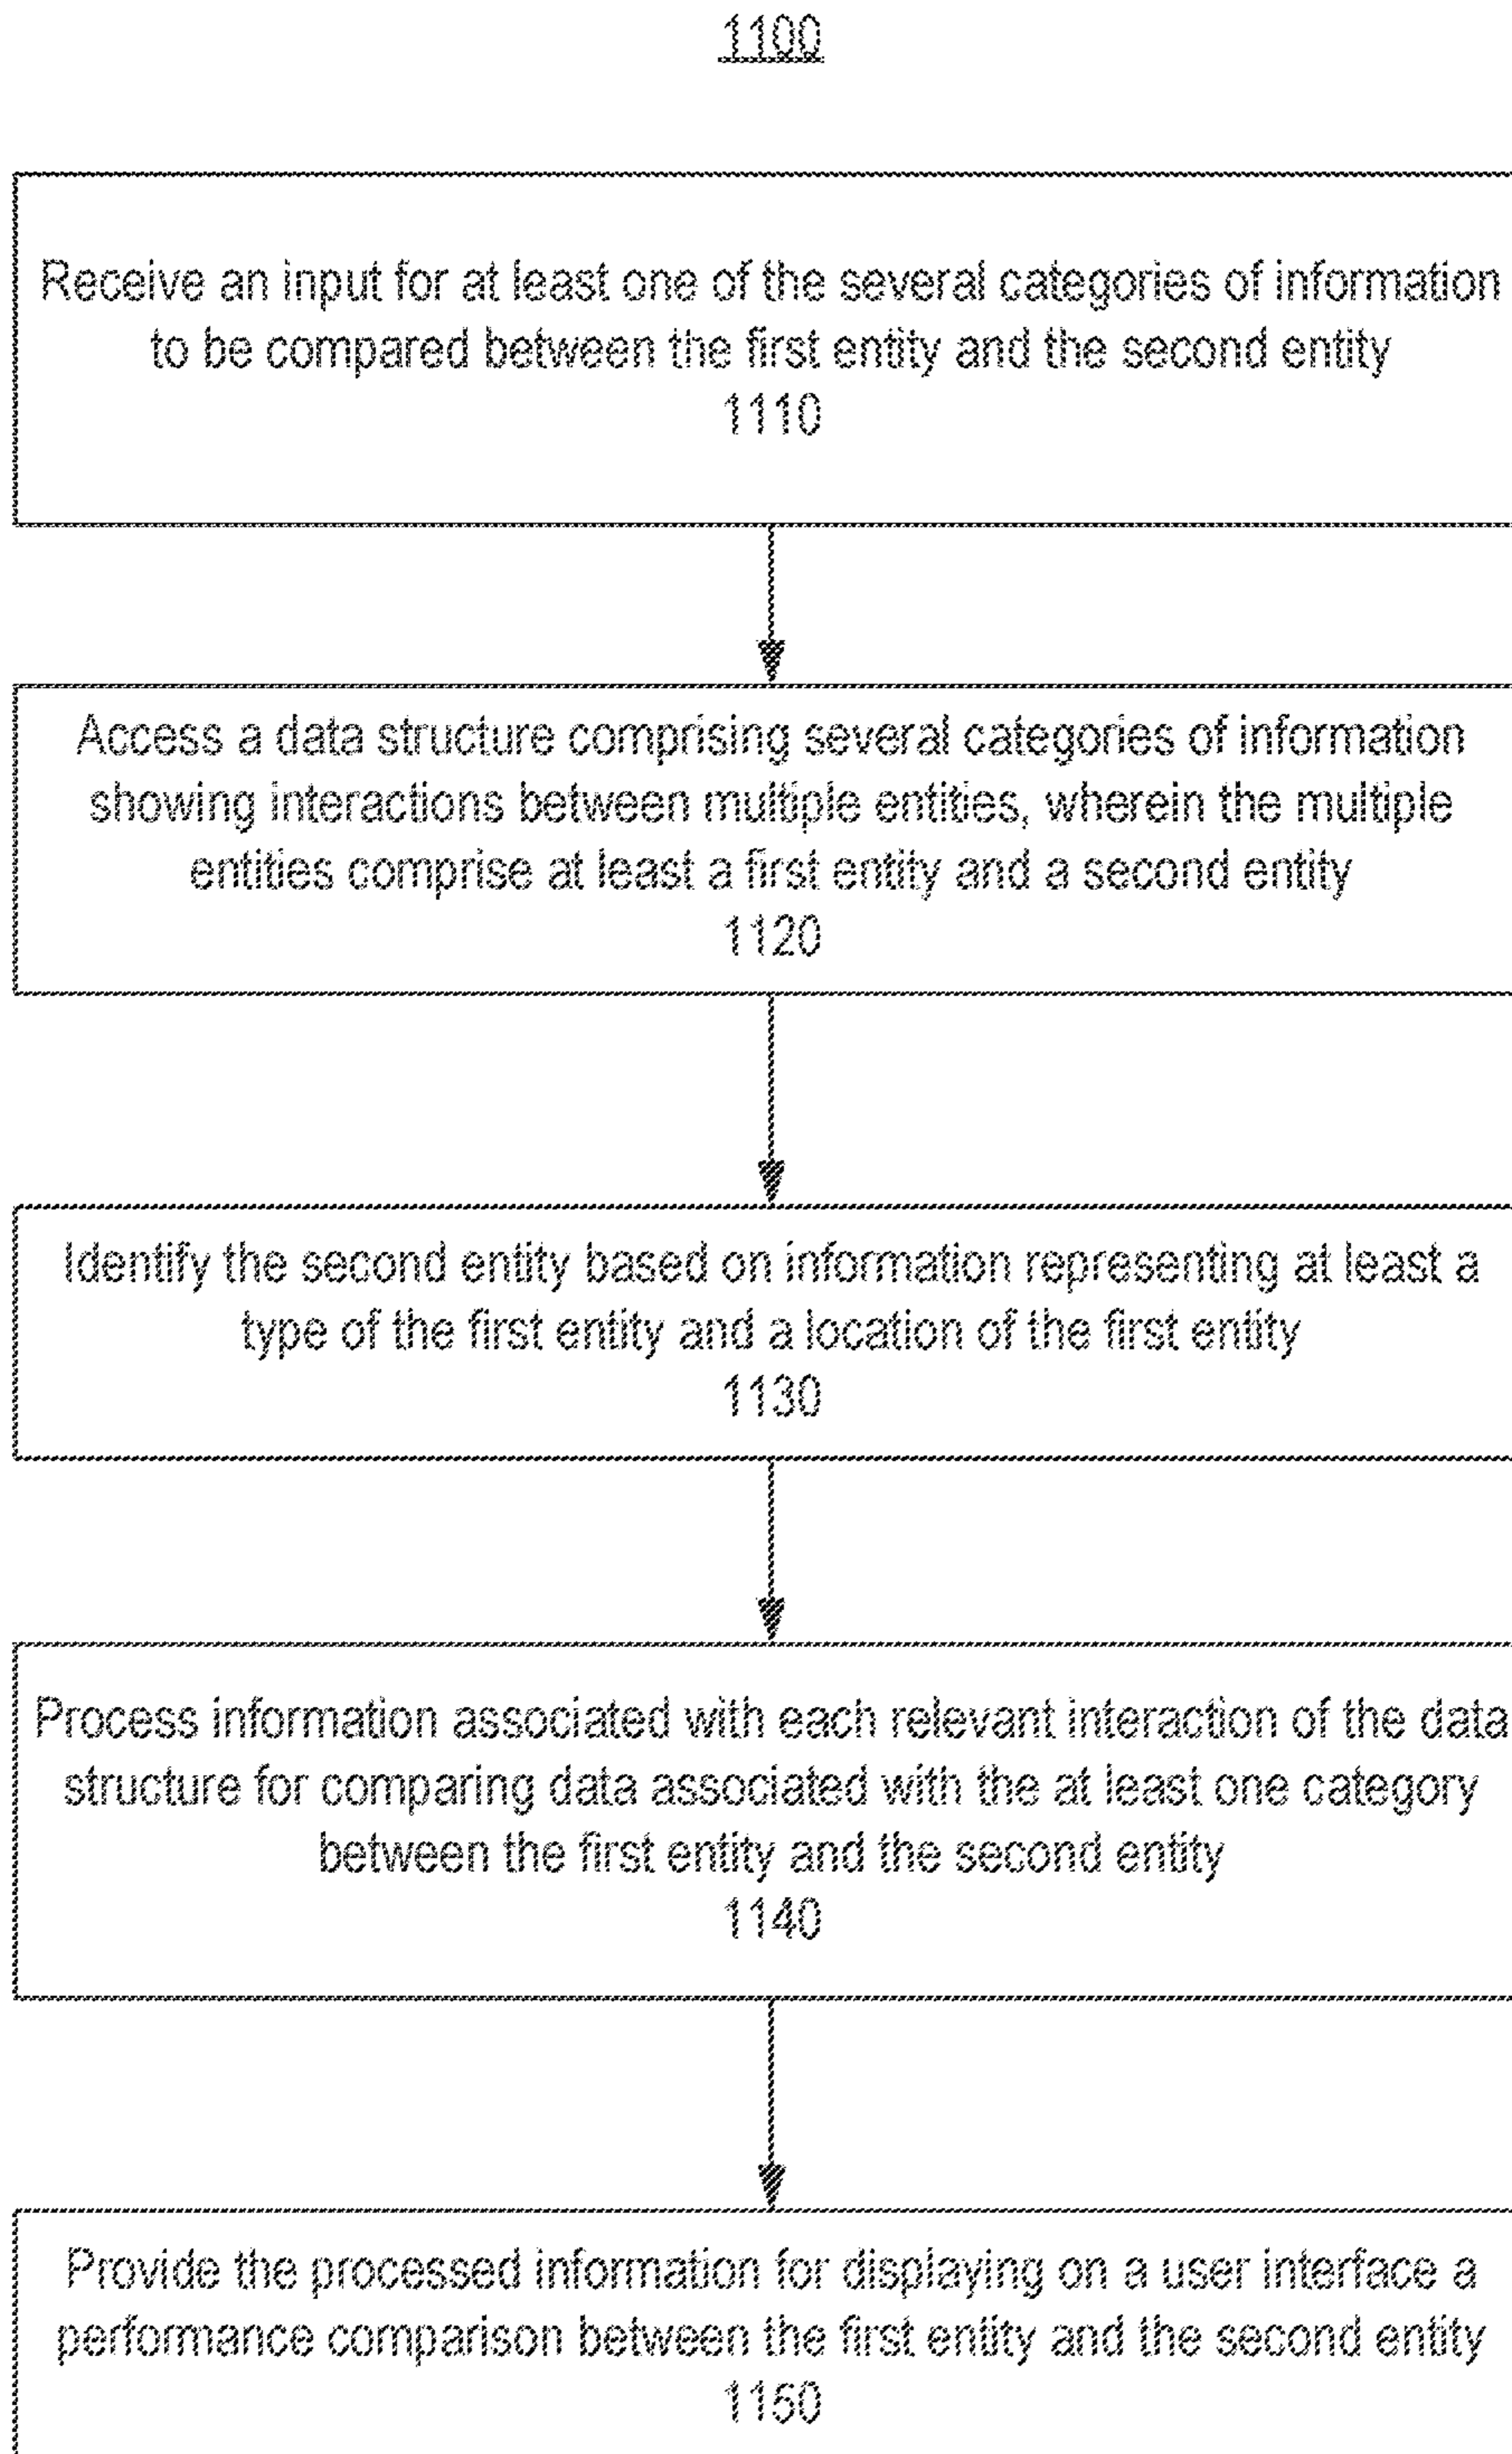 1100
Receive an input for at least one of the several categories of information
to be compared between the first entity and the second entity
1110
Access a data structure comprising several categories of information
showing interactions between multiple entities, wherein the multiple
entities comprise at least a first entity and a second entity
1120
Identify the second entity based on information representing at least a
type of the first entity and a location of the first entity
1130
Process information associated with each relevant interaction of the data
structure for comparing data associated with the at least one category
between the first entity and the second entity
1140
Provide the processed information for displaying on a user interface a
performance comparison between the first entity and the second entity
1150